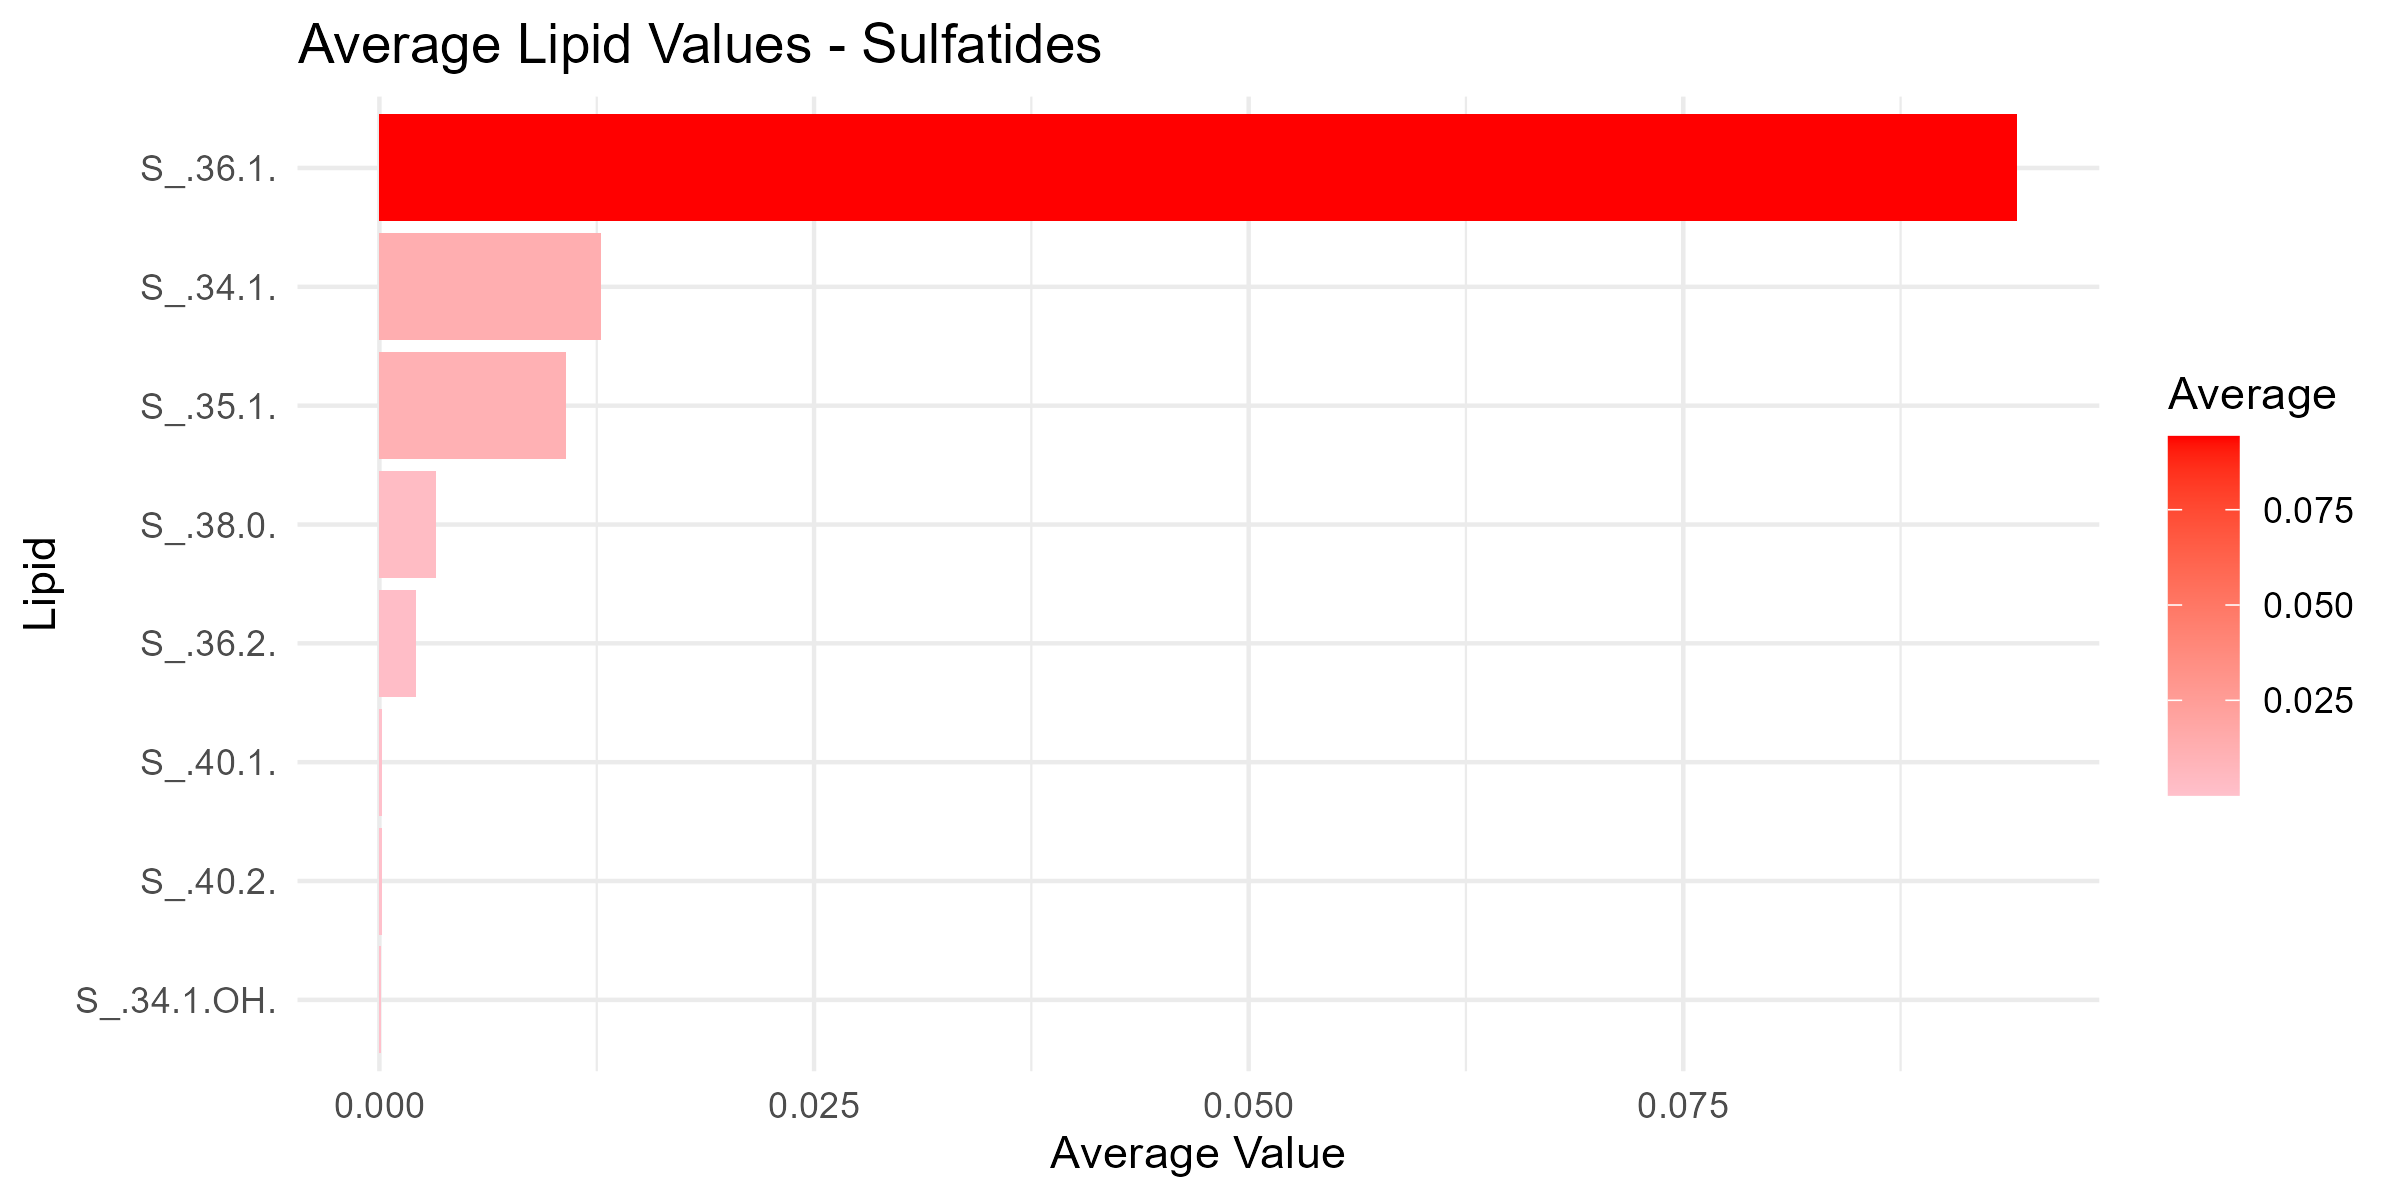 Average Lipid Values - Sulfatides
Lipid
S_.36.1.
S_.34.1.
S_.35.1.
S_.38.0.
S_.36.2.
S_.40.1.
S_.40.2.
S_.34.1.OH.
0.000 0.025 0.050 0.075
Average Value
Average
0.075
0.050
0.025